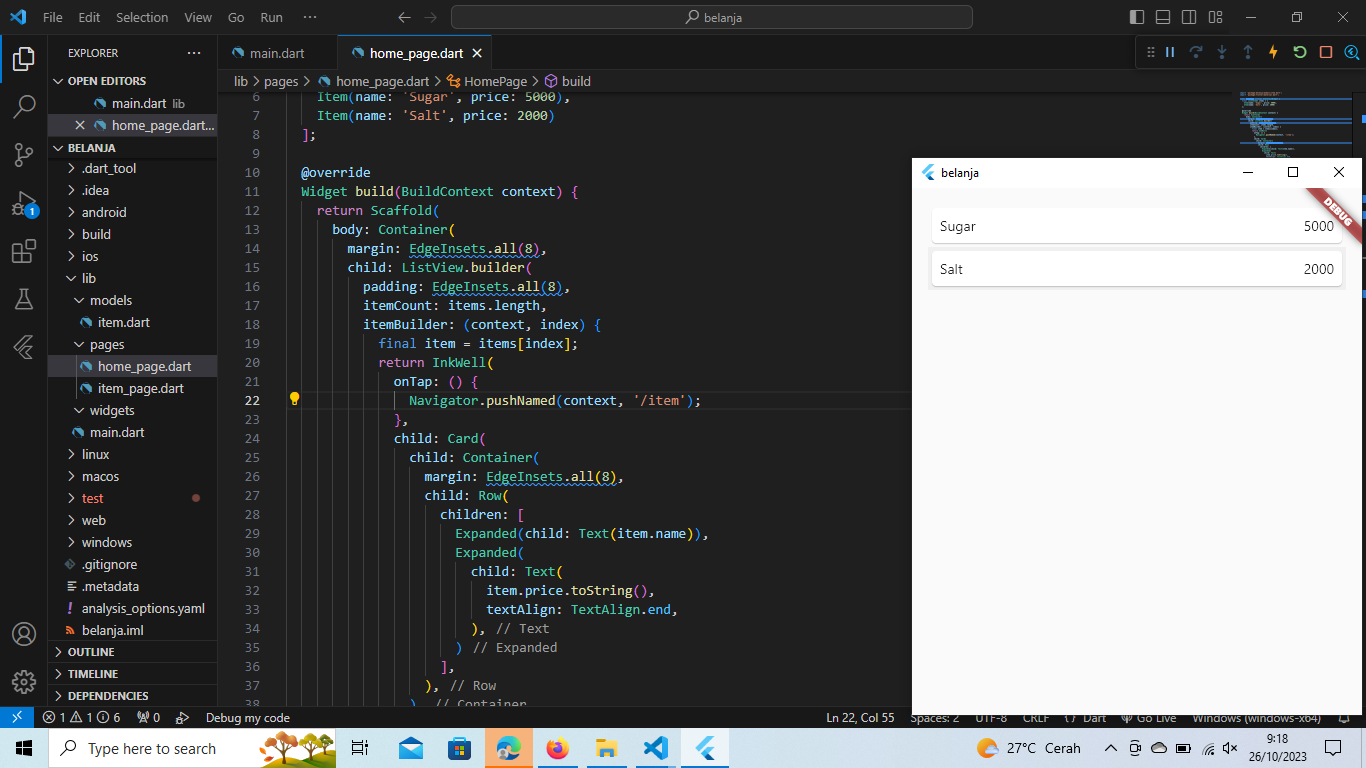 File Edit Selection View Go Run ··· belanja
EXPLORER ···
OPEN EDITORS
main.dart lib
home_page.dart...
BELANJA
.dart_tool
.idea
android
build
ios
lib
models
item.dart
pages
home_page.dart
item_page.dart
widgets
main.dart
linux
macos
test
web
windows
.gitignore
.metadata
analysis_options.yaml
belanja.iml
OUTLINE
TIMELINE
DEPENDENCIES
1
main.dart home_page.dart
lib > pages > home_page.dart > HomePage > build
6 Item(name: 'Sugar', price: 5000),
7 Item(name: 'Salt', price: 2000)
8 ];
9
10 @override
11 Widget build(BuildContext context) {
12 return Scaffold(
13 body: Container(
14 margin: EdgeInsets.all(8),
15 child: ListView.builder(
16 padding: EdgeInsets.all(8),
17 itemCount: items.length,
18 itemBuilder: (context, index) {
19 final item = items[index];
20 return InkWell(
21 onTap: () {
22 Navigator.pushNamed(context, '/item');
23 },
24 child: Card(
25 child: Container(
26 margin: EdgeInsets.all(8),
27 child: Row(
28 children: [
29 Expanded(child: Text(item.name)),
30 Expanded(
31 child: Text(
32 item.price.toString(),
33 textAlign: TextAlign.end,
34 ), // Text
35 ) // Expanded
36 ],
37 ), // Row
38 ), // Container
belanja
DEBUG
Sugar 5000
Salt 2000
1 1 6 0 Debug my code Ln 22, Col 55 Spaces: 2 UTF-8 CRLF {} Dart Go Live Windows (windows-x64)
Type here to search 27°C Cerah 9:18
26/10/2023